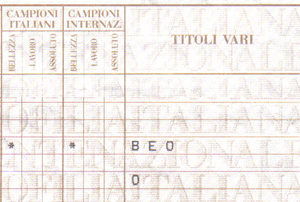 CAMPIONI ITALIANI
CAMPIONI INTERNAZ.
TITOLI VARI
BELLEZZA
LAVORO
ASSOLUTO
BELLEZZA
LAVORO
ASSOLUTO
* * BEO
O